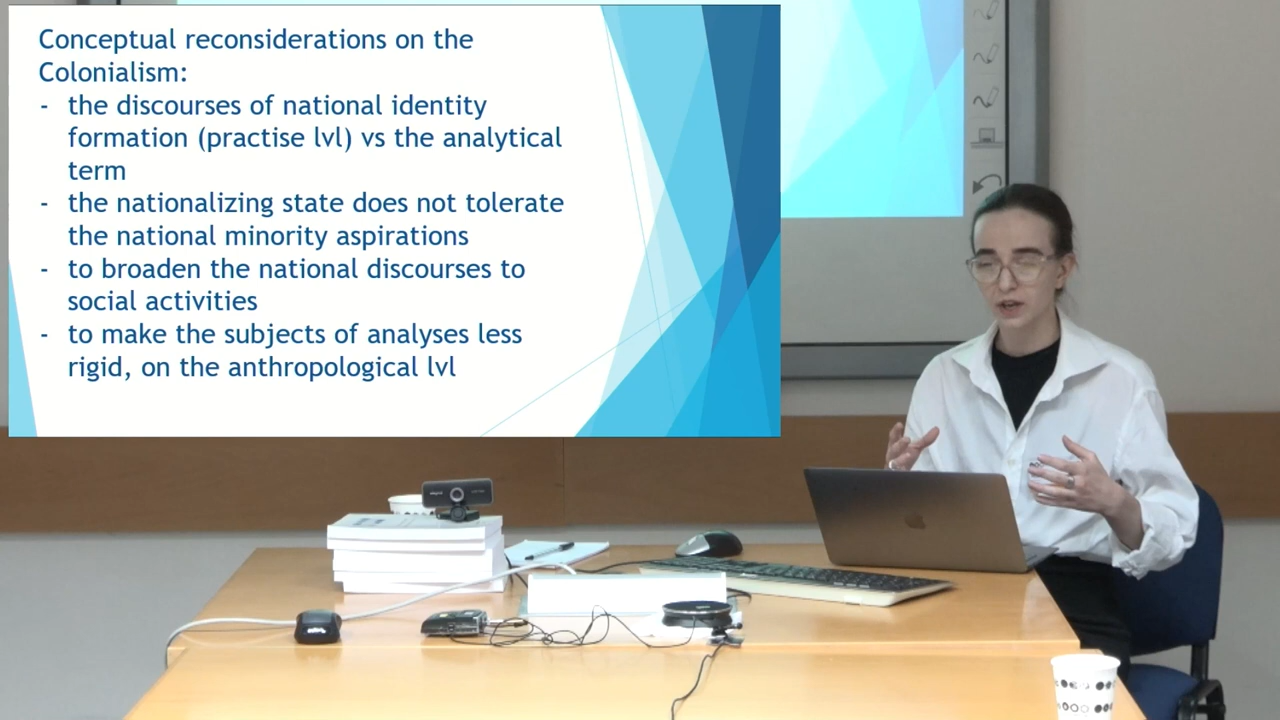 Conceptual reconsiderations on the
Colonialism:
- the discourses of national identity
formation (practise lvl) vs the analytical
term
- the nationalizing state does not tolerate
the national minority aspirations
- to broaden the national discourses to
social activities
- to make the subjects of analyses less
rigid, on the anthropological lvl